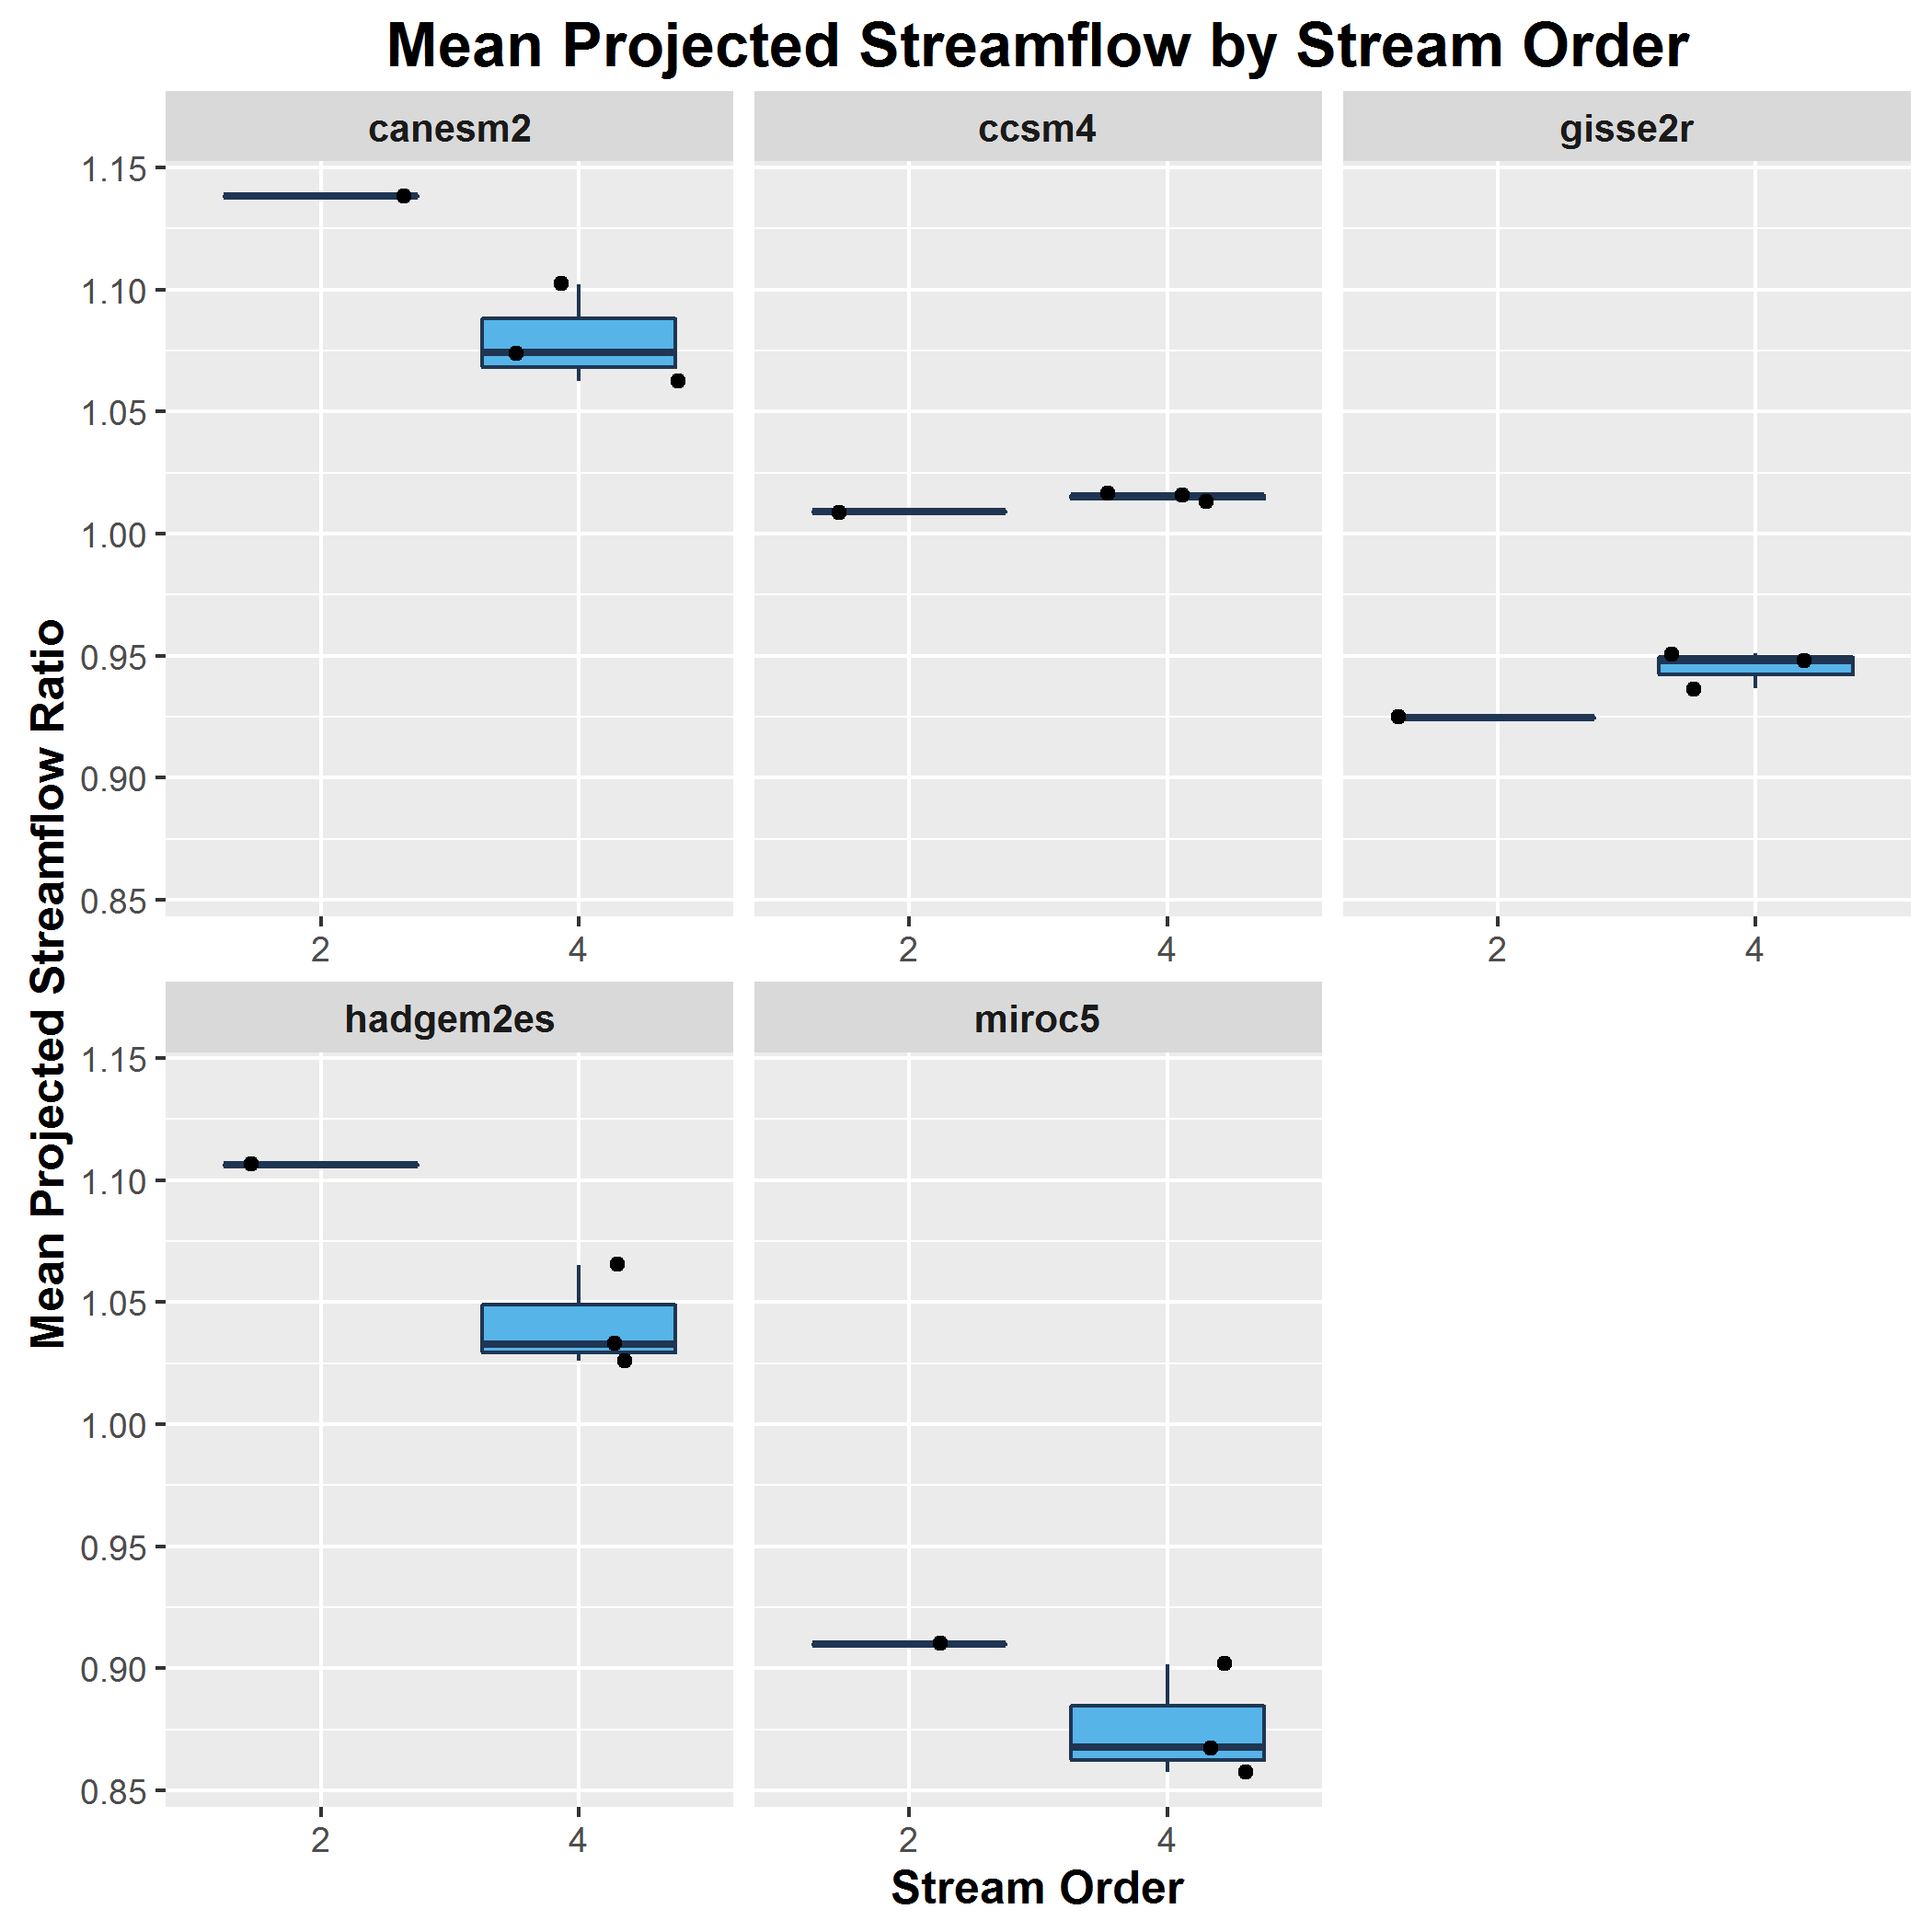 Mean Projected Streamflow by Stream Order
canesm2 ccsm4 gisse2r
1.15
1.10
1.05
1.00
0.95
0.90
0.85
2 4 2 4 2 4
Mean Projected Streamflow Ratio
hadgem2es miroc5
1.15
1.10
1.05
1.00
0.95
0.90
0.85
2 4 2 4
Stream Order